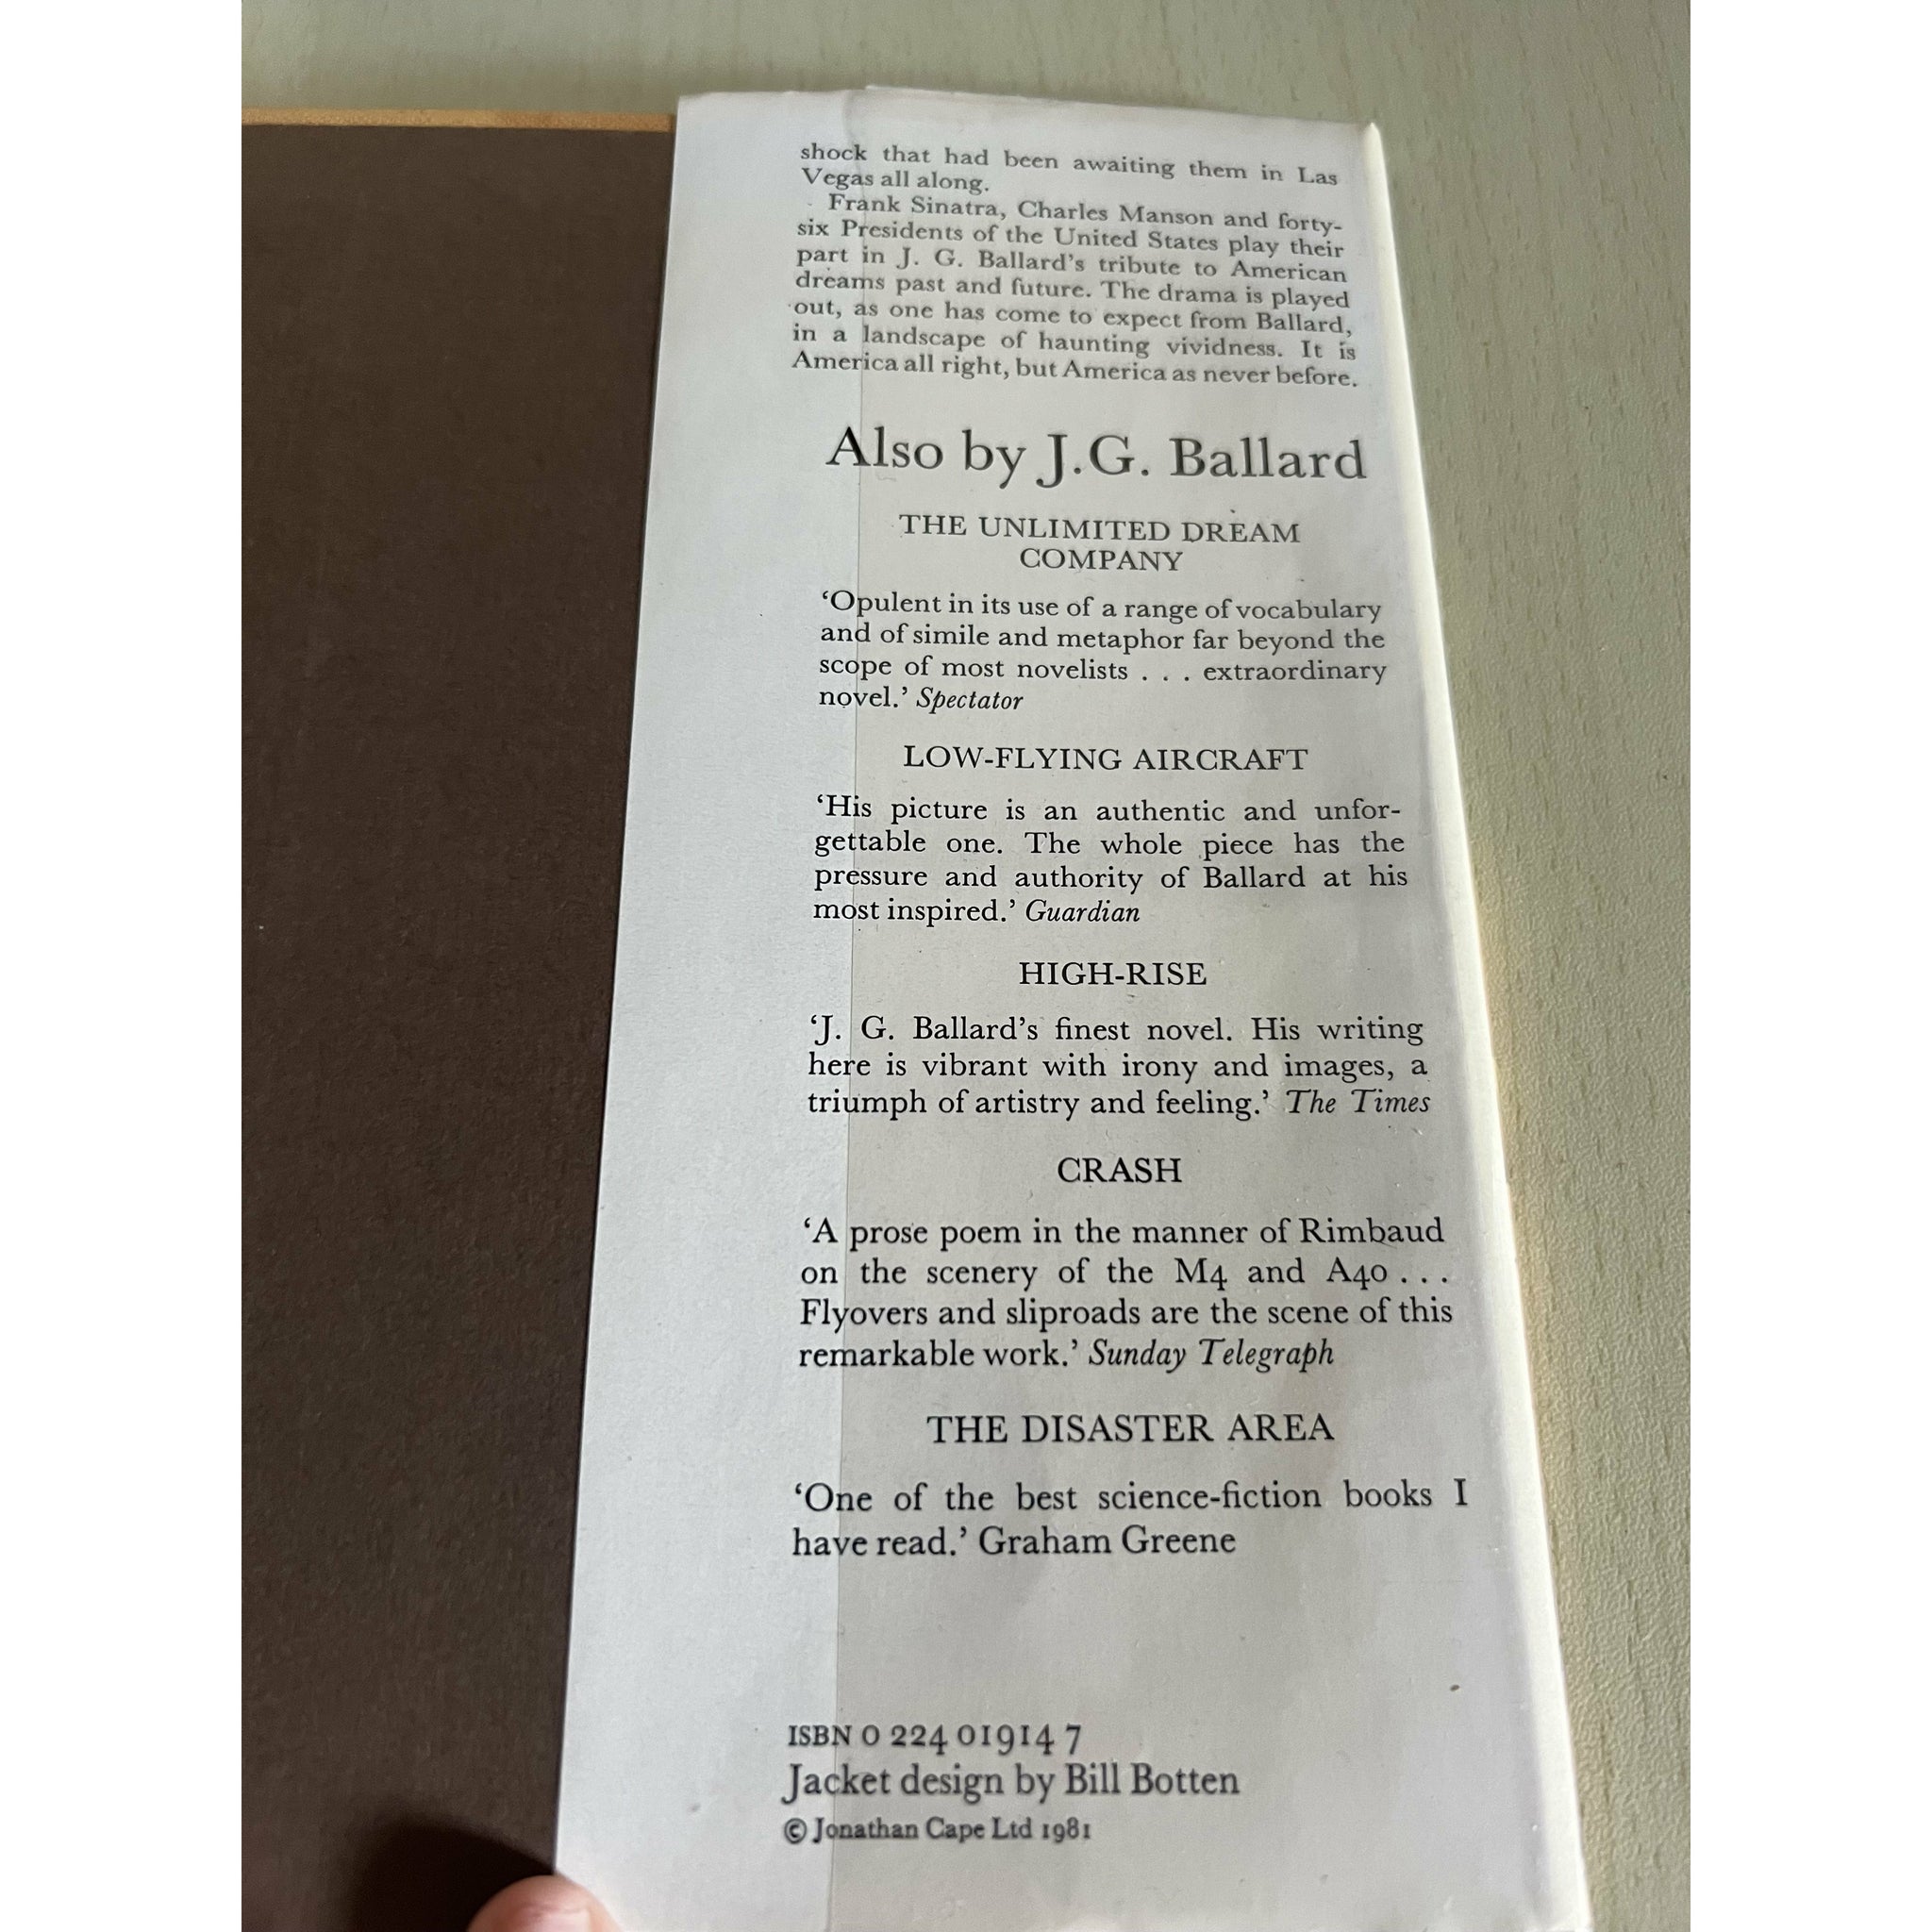 shock that had been awaiting them in Las
Vegas all along.
Frank Sinatra, Charles Manson and forty-
six Presidents of the United States play their
part in J. G. Ballard's tribute to American
dreams past and future. The drama is played
out, as one has come to expect from Ballard,
in a landscape of haunting vividness. It is
America all right, but America as never before.
Also by J.G. Ballard
THE UNLIMITED DREAM
COMPANY
‘Opulent in its use of a range of vocabulary
and of simile and metaphor far beyond the
scope of most novelists . . . extraordinary
novel.’ Spectator
LOW-FLYING AIRCRAFT
‘His picture is an authentic and unfor-
gettable one. The whole piece has the
pressure and authority of Ballard at his
most inspired.’ Guardian
HIGH-RISE
‘J. G. Ballard’s finest novel. His writing
here is vibrant with irony and images, a
triumph of artistry and feeling.’ The Times
CRASH
‘A prose poem in the manner of Rimbaud
on the scenery of the M4 and A40 . . .
Flyovers and sliproads are the scene of this
remarkable work.’ Sunday Telegraph
THE DISASTER AREA
‘One of the best science-fiction books I
have read.’ Graham Greene
ISBN 0 224 01914 7
Jacket design by Bill Botten
© Jonathan Cape Ltd 1981